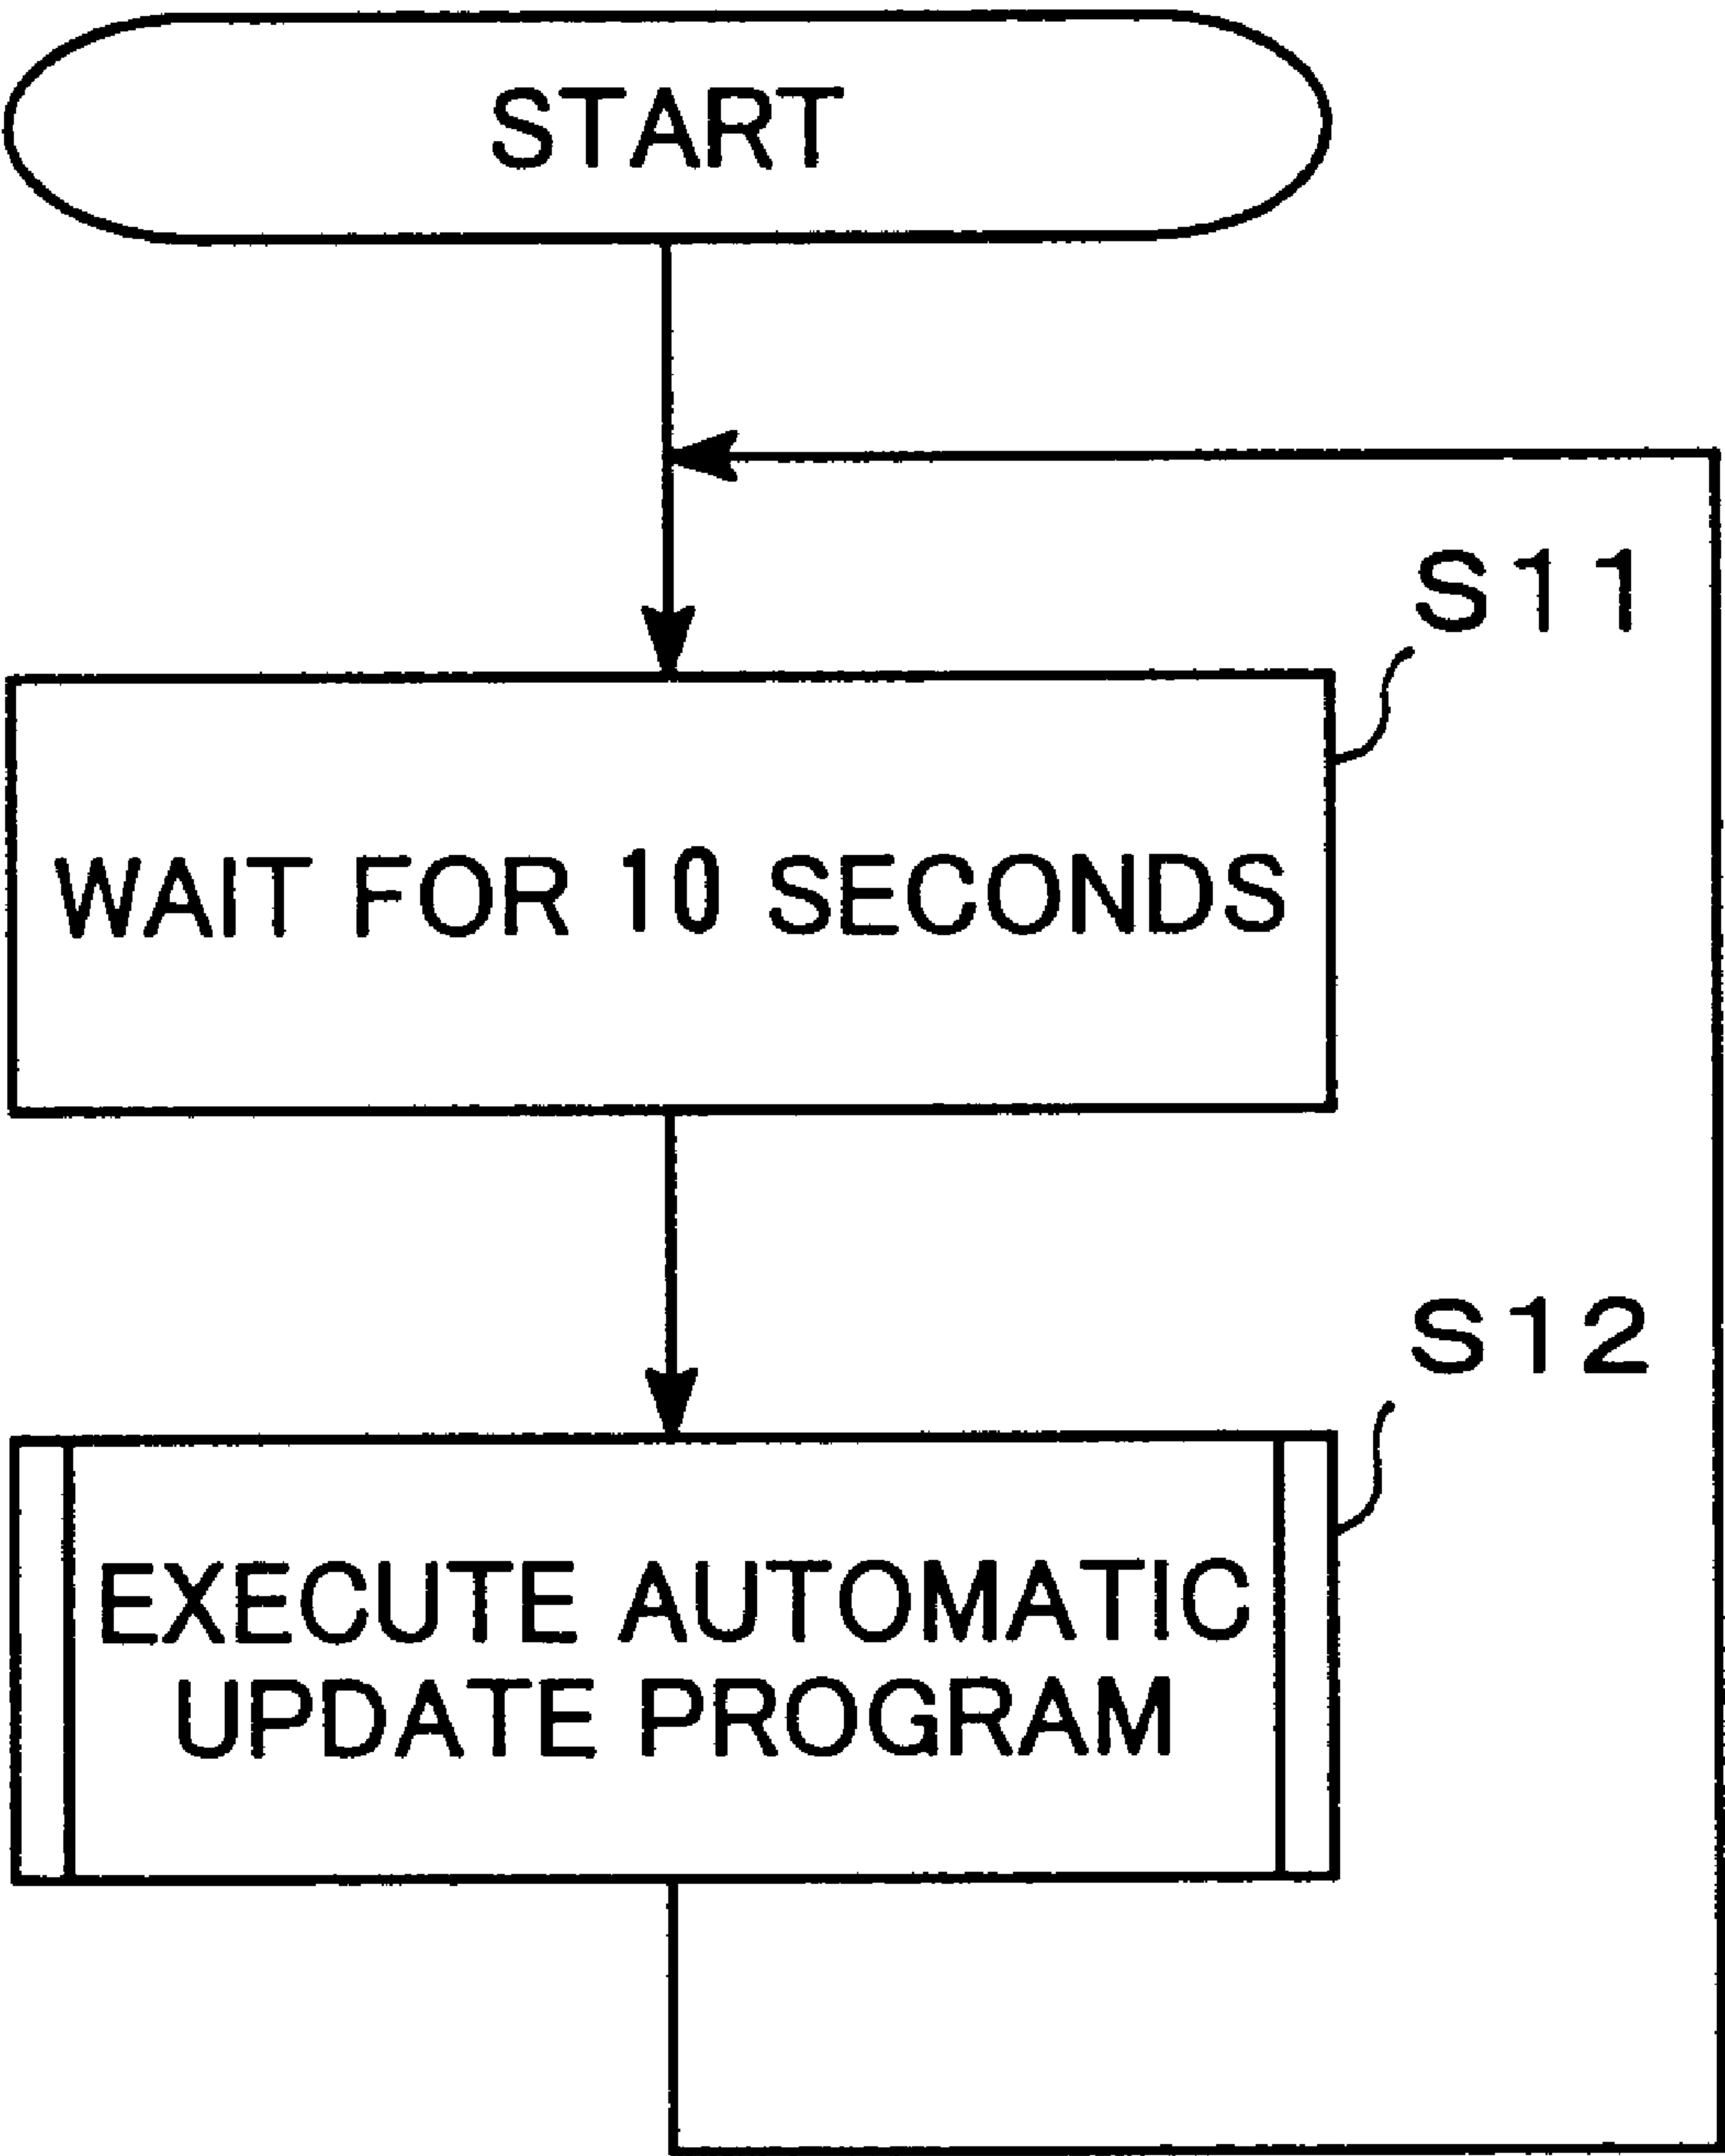 START
S11
WAIT FOR 10 SECONDS
S12
EXECUTE AUTOMATIC
UPDATE PROGRAM